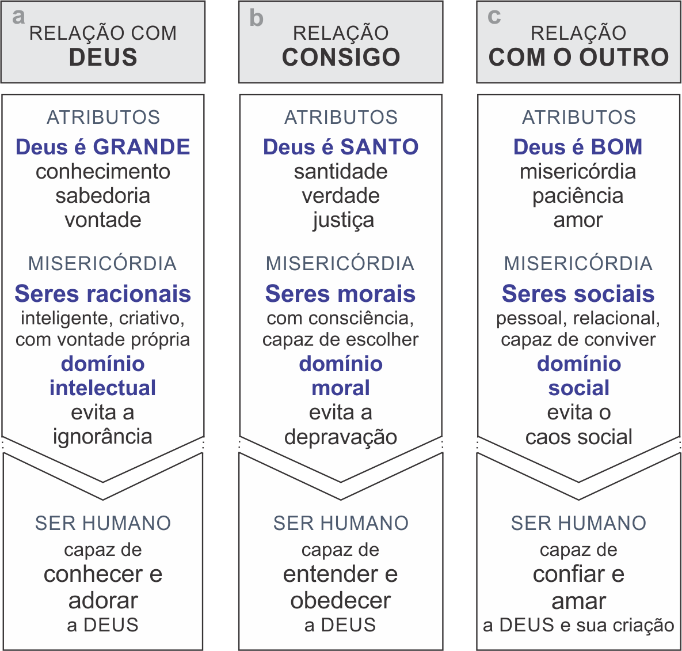 a
RELAÇÃO COM
DEUS
ATRIBUTOS
Deus é GRANDE
conhecimento
sabedoria
vontade
MISERICÓRDIA
Seres racionais
inteligente, criativo,
com vontade própria
domínio
intelectual
evita a
ignorância
SER HUMANO
capaz de
conhecer e
adorar
a DEUS
b
RELAÇÃO
CONSIGO
ATRIBUTOS
Deus é SANTO
santidade
verdade
justiça
MISERICÓRDIA
Seres morais
com consciência,
capaz de escolher
domínio
moral
evita a
depravação
SER HUMANO
capaz de
entender e
obedecer
a DEUS
c
RELAÇÃO
COM O OUTRO
ATRIBUTOS
Deus é BOM
misericórdia
paciência
amor
MISERICÓRDIA
Seres sociais
pessoal, relacional,
capaz de conviver
domínio
social
evita o
caos social
SER HUMANO
capaz de
confiar e
amar
a DEUS e sua criação